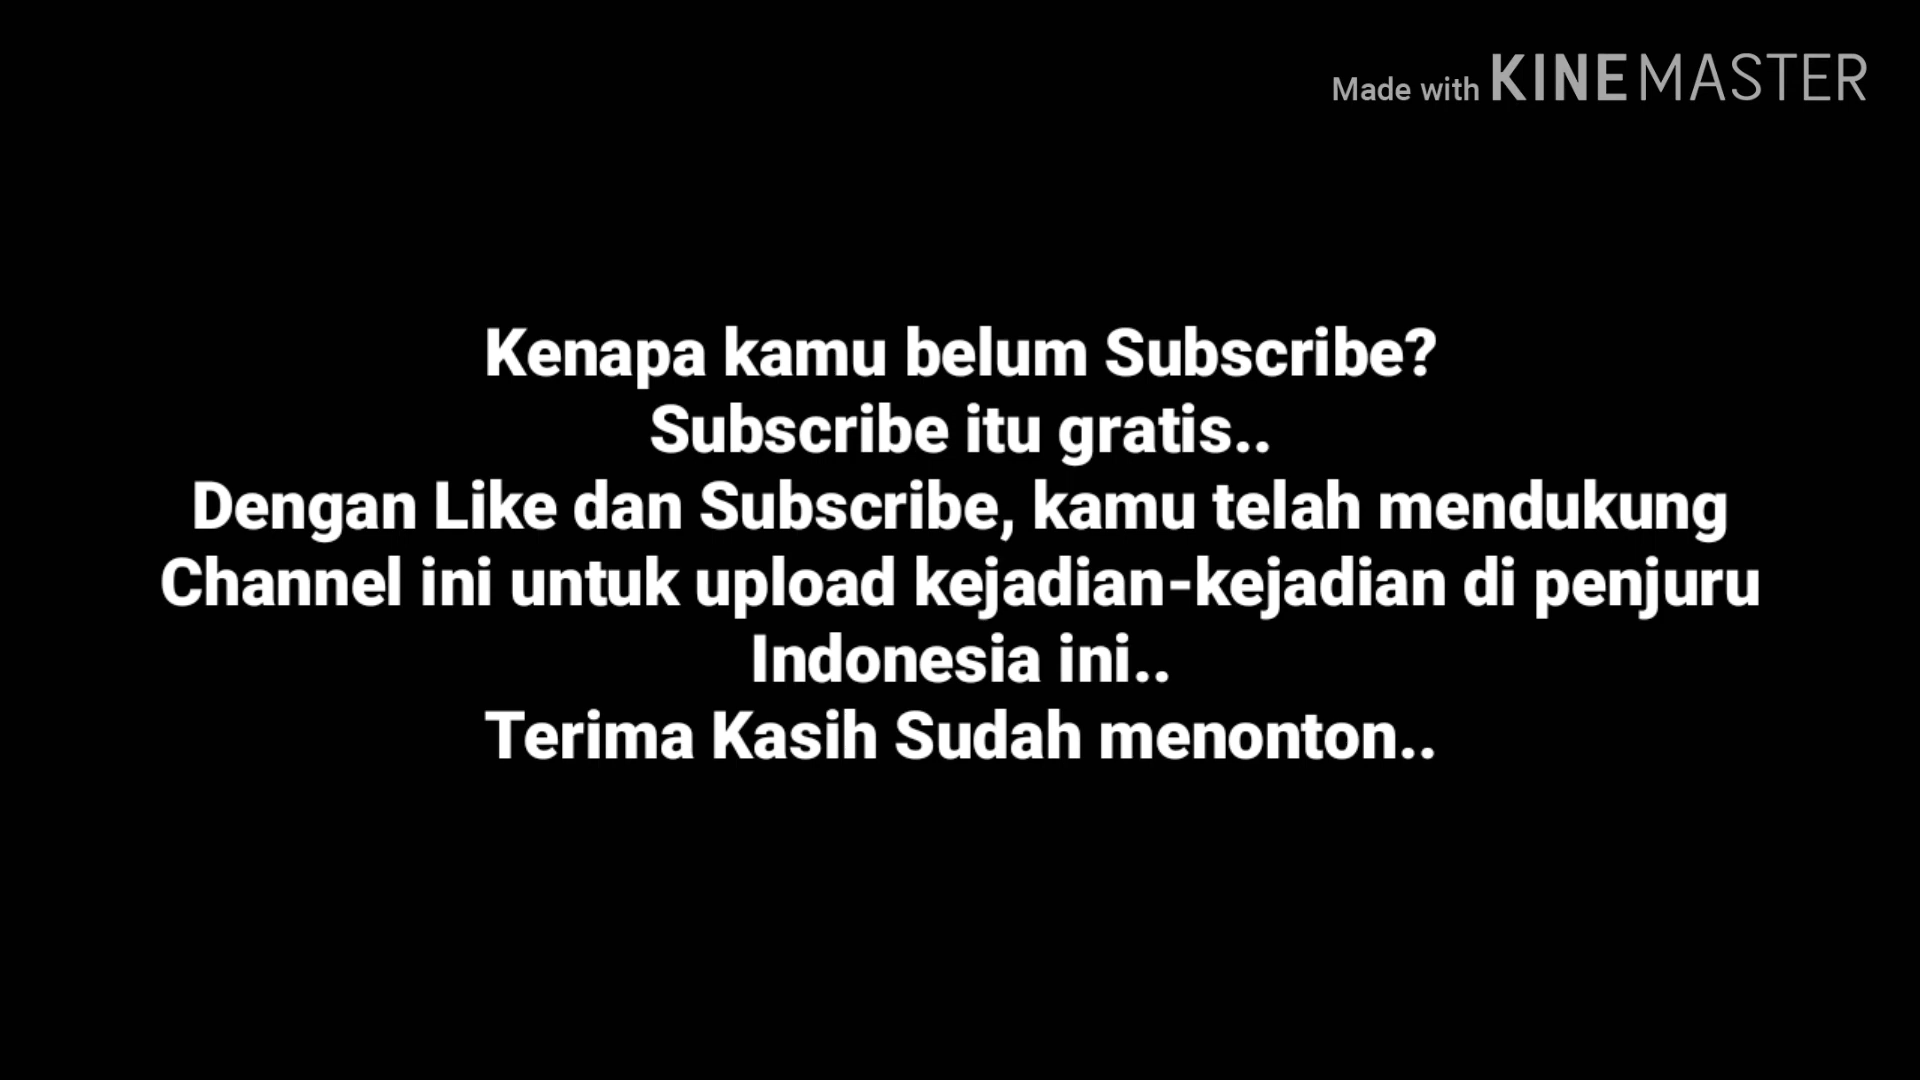 Made with KINEMASTER
Kenapa kamu belum Subscribe?
Subscribe itu gratis..
Dengan Like dan Subscribe, kamu telah mendukung
Channel ini untuk upload kejadian-kejadian di penjuru
Indonesia ini..
Terima Kasih Sudah menonton..